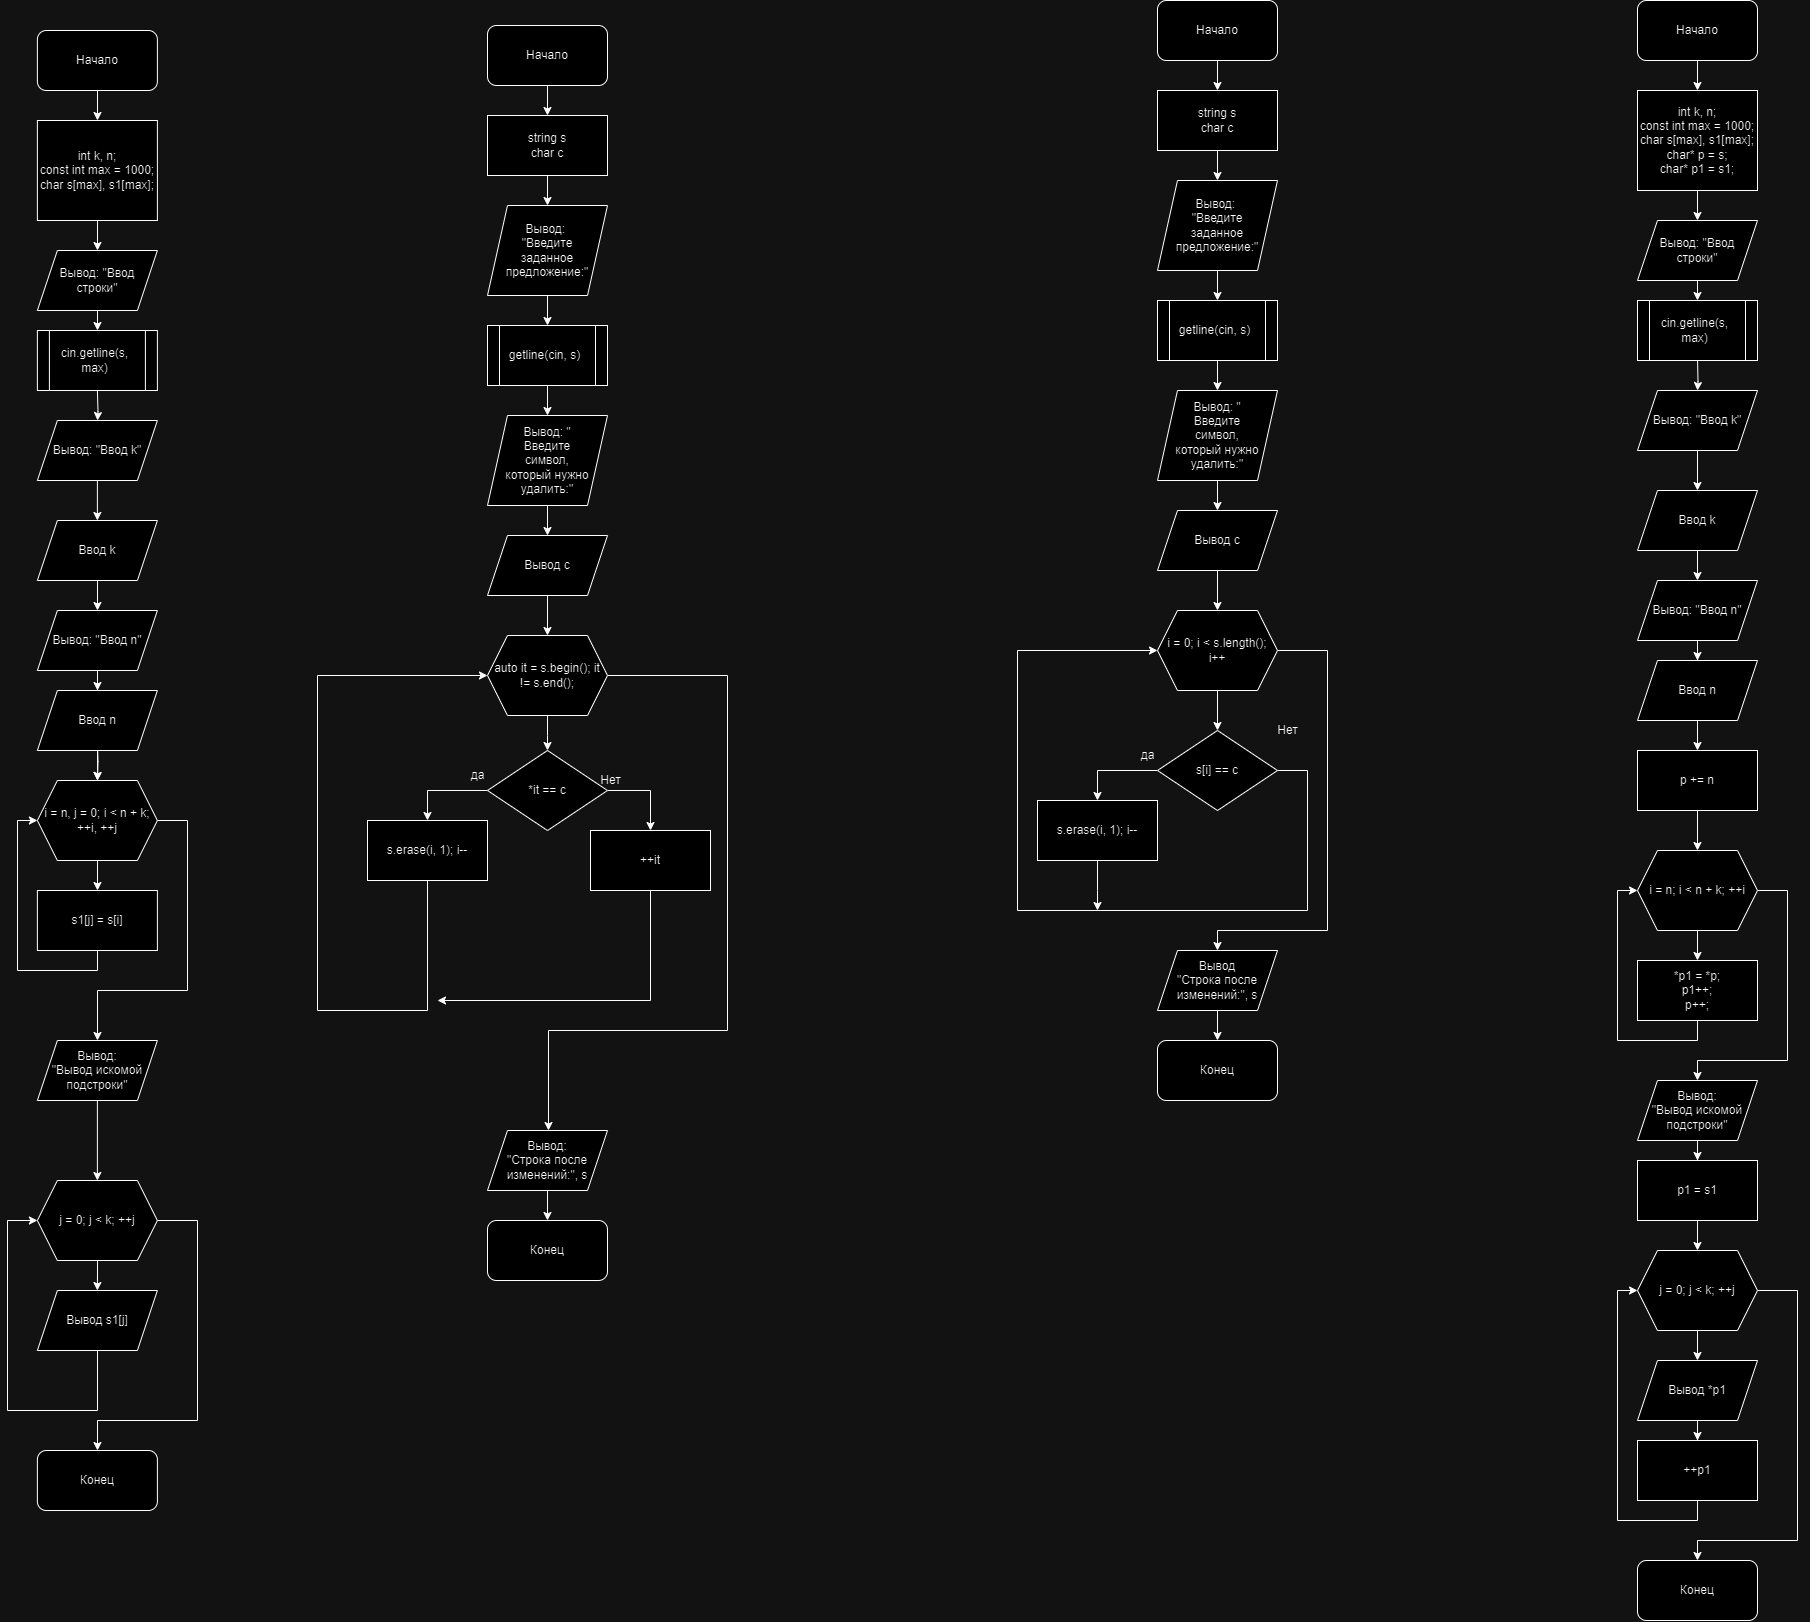 Начало
int k, n;
const int max = 1000;
char s[max], s1[max];
Вывод: "Ввод
строки"
cin.getline(s,
max)
Вывод: "Ввод k"
Ввод k
Вывод: "Ввод n"
Ввод n
i = n, j = 0; i < n + k;
++i, ++j
s1[j] = s[i]
Вывод:
"Вывод искомой
подстроки"
j = 0; j < k; ++j
Вывод s1[j]
Конец
Начало
string s
char c
Вывод:
"Введите
заданное
предложение:"
getline(cin, s)
Вывод: "
Введите
символ,
который нужно
удалить:"
Вывод c
auto it = s.begin(); it
!= s.end();
*it == c
да
Нет
s.erase(i, 1); i--
++it
Вывод:
"Строка после
изменений:", s
Конец
Начало
string s
char c
Вывод:
"Введите
заданное
предложение:"
getline(cin, s)
Вывод: "
Введите
символ,
который нужно
удалить:"
Вывод c
i = 0; i < s.length();
i++
Нет
да
s[i] == c
s.erase(i, 1); i--
Вывод
"Строка после
изменений:", s
Конец
Начало
int k, n;
const int max = 1000;
char s[max], s1[max];
char* p = s;
char* p1 = s1;
Вывод: "Ввод
строки"
cin.getline(s,
max)
Вывод: "Ввод k"
Ввод k
Вывод: "Ввод n"
Ввод n
p += n
i = n; i < n + k; ++i
*p1 = *p;
p1++;
p++;
Вывод:
"Вывод искомой
подстроки"
p1 = s1
j = 0; j < k; ++j
Вывод *p1
++p1
Конец